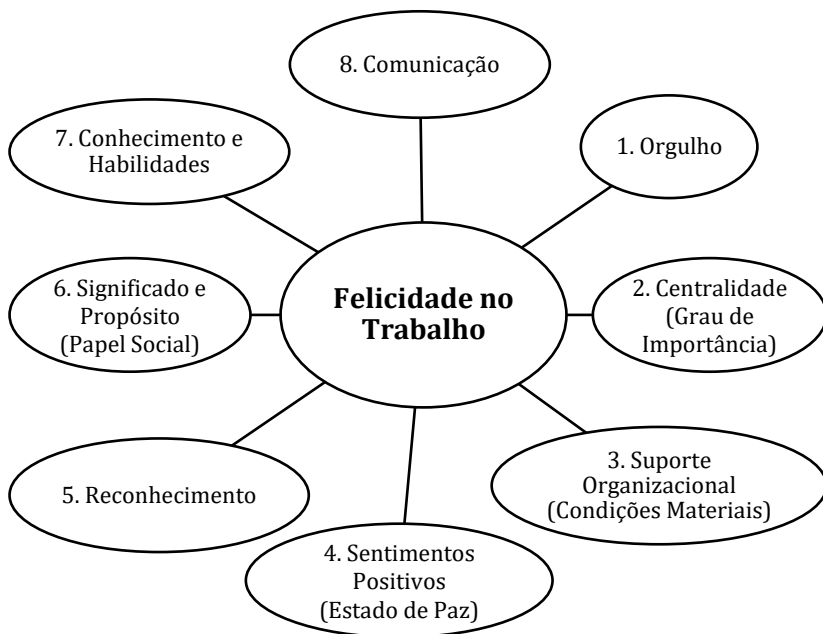 8. Comunicação
7. Conhecimento e
Habilidades
1. Orgulho
6. Significado e
Propósito
(Papel Social)
Felicidade no
Trabalho
2. Centralidade
(Grau de
Importância)
3. Suporte
Organizacional
(Condições Materiais)
5. Reconhecimento
4. Sentimentos
Positivos
(Estado de Paz)